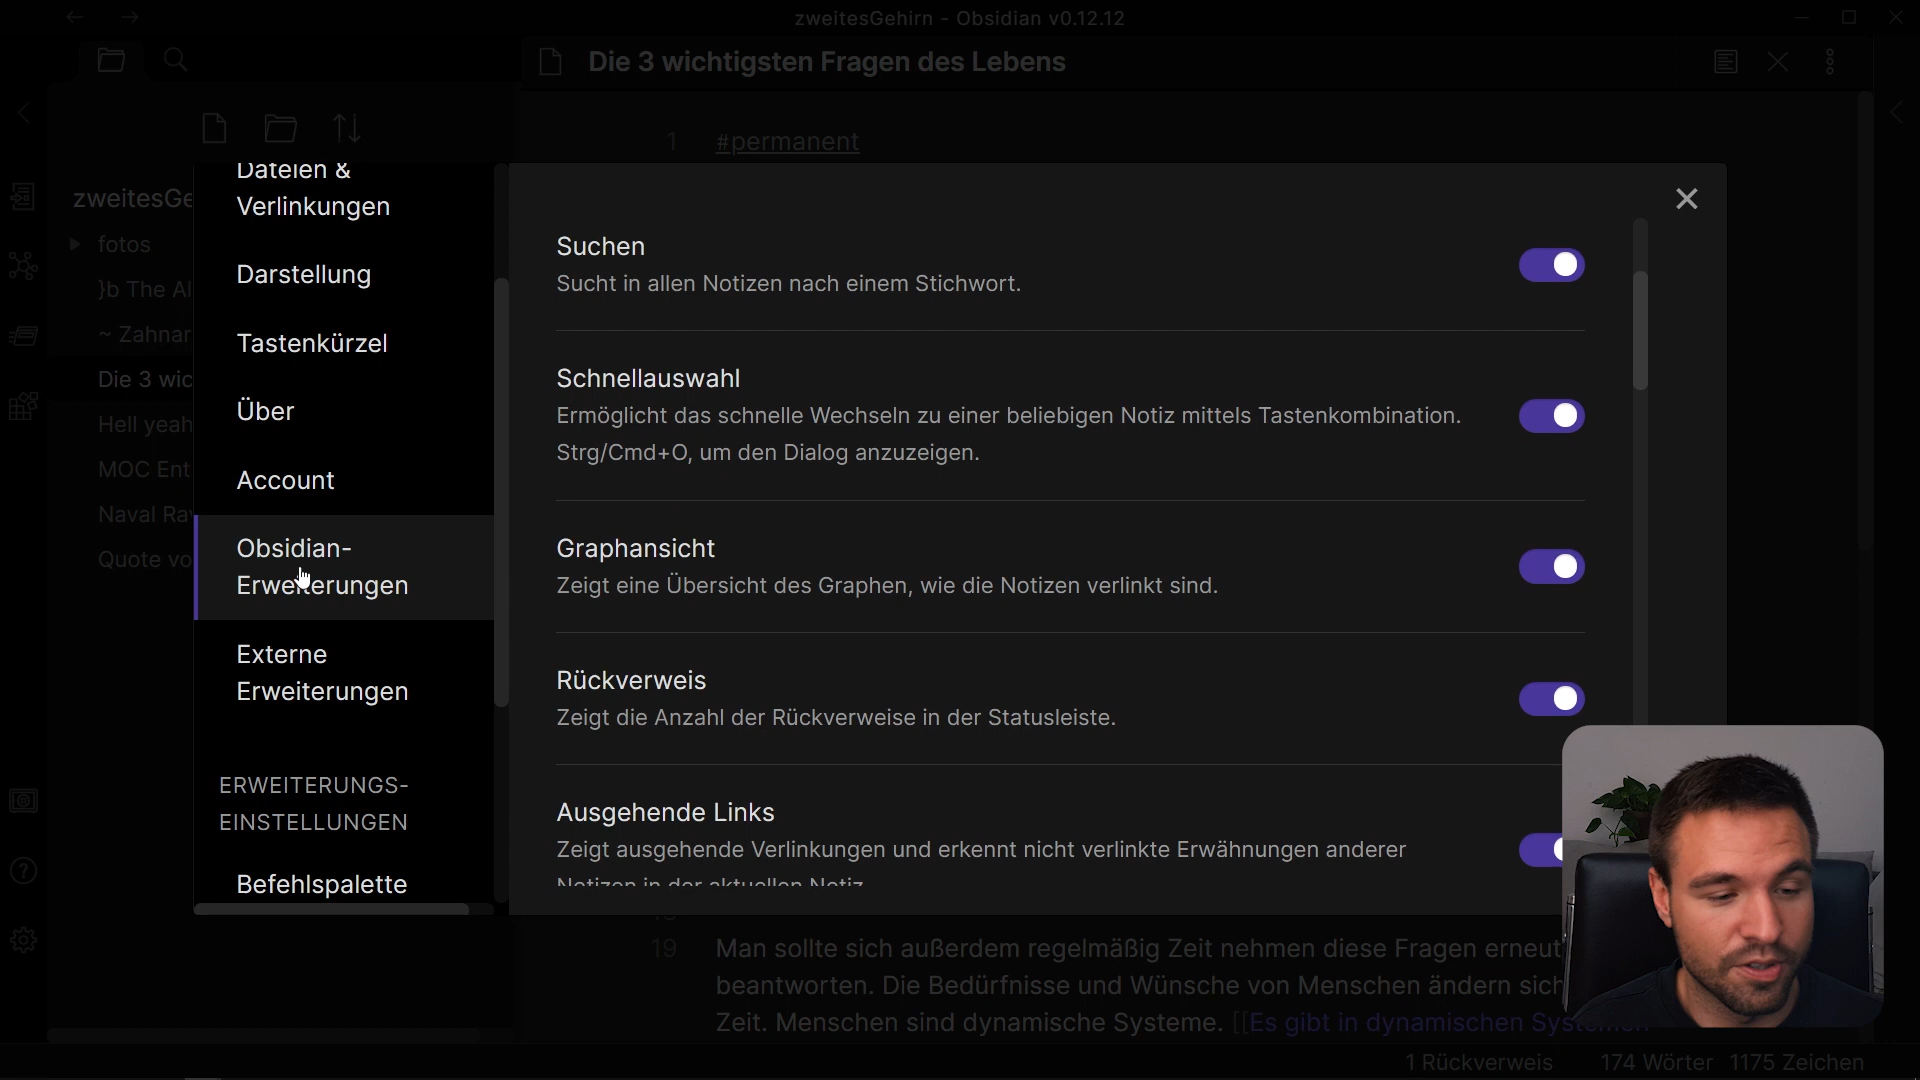 zweitesGehirn - Obsidian v0.12.12
Die 3 wichtigsten Fragen des Lebens
1 #permanent
zweitesGe
fotos
}b The Al
~ Zahnar
Die 3 wic
Hell yeah
MOC Ent
Naval Ra
Quote vo
Dateien &
Verlinkungen
Darstellung
Tastenkürzel
Über
Account
Obsidian-
Erweiterungen
Externe
Erweiterungen
ERWEITERUNGS-
EINSTELLUNGEN
Befehlspalette
Suchen
Sucht in allen Notizen nach einem Stichwort.
Schnellauswahl
Ermöglicht das schnelle Wechseln zu einer beliebigen Notiz mittels Tastenkombination.
Strg/Cmd+O, um den Dialog anzuzeigen.
Graphansicht
Zeigt eine Übersicht des Graphen, wie die Notizen verlinkt sind.
Rückverweis
Zeigt die Anzahl der Rückverweise in der Statusleiste.
Ausgehende Links
Zeigt ausgehende Verlinkungen und erkennt nicht verlinkte Erwähnungen anderer
Notizen in der aktuellen Notiz.
19 Man sollte sich außerdem regelmäßig Zeit nehmen diese Fragen erneut
beantworten. Die Bedürfnisse und Wünsche von Menschen ändern sich
Zeit. Menschen sind dynamische Systeme. [[Es gibt in dynamischen Systemen
1 Rückverweis 174 Wörter 1175 Zeichen